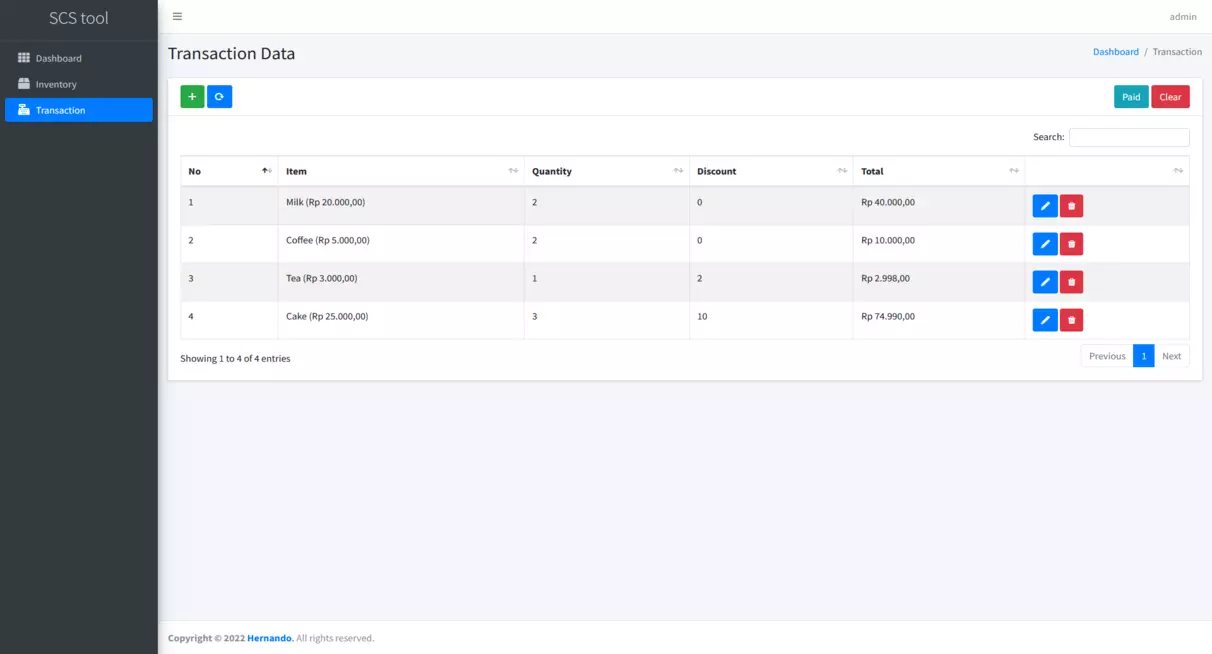 SCS tool
admin
Dashboard
Inventory
Transaction
Transaction Data
Dashboard / Transaction
Paid Clear
Search:
No Item Quantity Discount Total
1 Milk (Rp 20.000,00) 2 0 Rp 40.000,00
2 Coffee (Rp 5.000,00) 2 0 Rp 10.000,00
3 Tea (Rp 3.000,00) 1 2 Rp 2.998,00
4 Cake (Rp 25.000,00) 3 10 Rp 74.990,00
Showing 1 to 4 of 4 entries
Previous 1 Next
Copyright © 2022 Hernando. All rights reserved.